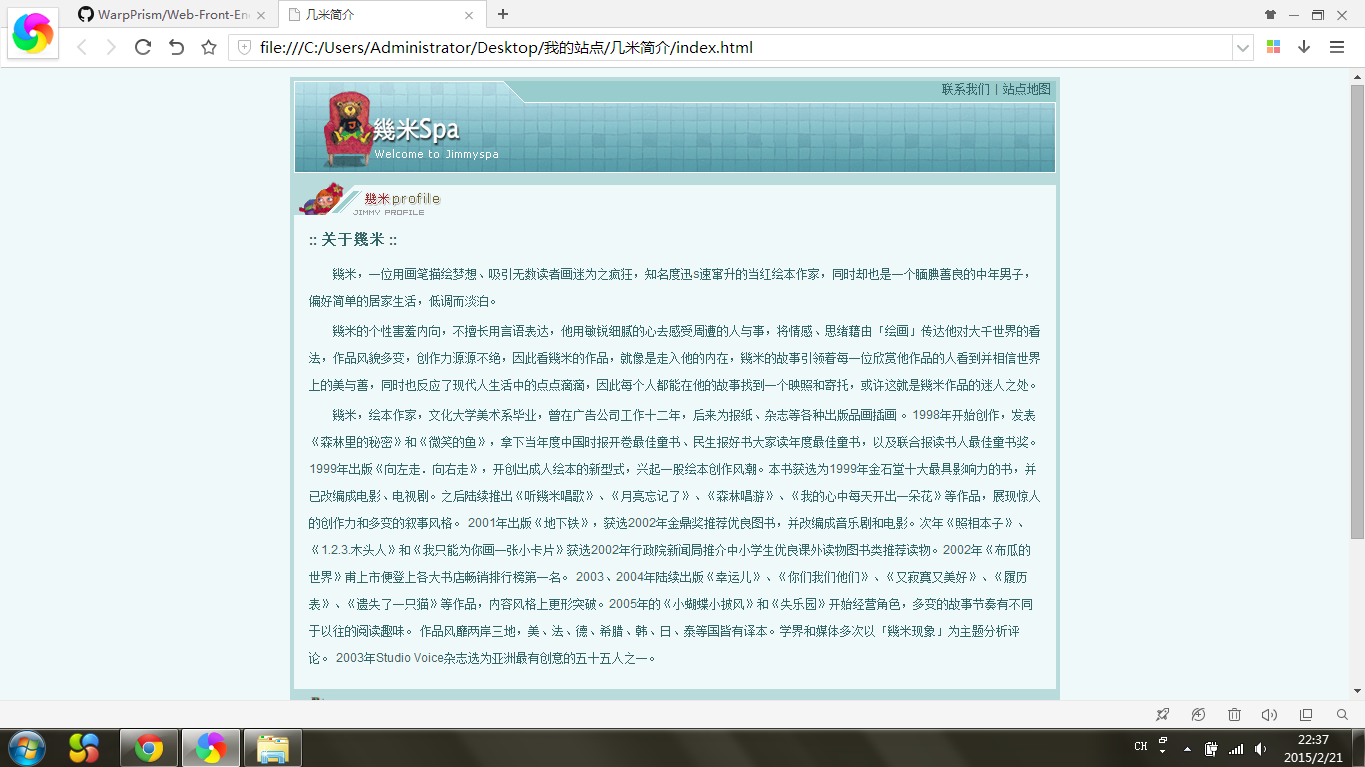 WarpPrism/Web-Front-En
几米简介
file:///C:/Users/Administrator/Desktop/我的站点/几米简介/index.html
联系我们 | 站点地图
幾米Spa
Welcome to Jimmyspa
幾米 profile
JIMMY PROFILE
:: 关于幾米 ::
幾米，一位用画笔描绘梦想、吸引无数读者画迷为之疯狂，知名度迅s速窜升的当红绘本作家，同时却也是一个腼腆善良的中年男子，
偏好简单的居家生活，低调而淡白。
幾米的个性害羞内向，不擅长用言语表达，他用敏锐细腻的心去感受周遭的人与事，将情感、思绪藉由「绘画」传达他对大千世界的看
法，作品风貌多变，创作力源源不绝，因此看幾米的作品，就像是走入他的内在，幾米的故事引领着每一位欣赏他作品的人看到并相信世界
上的美与善，同时也反应了现代人生活中的点点滴滴，因此每个人都能在他的故事找到一个映照和寄托，或许这就是幾米作品的迷人之处。
幾米，绘本作家，文化大学美术系毕业，曾在广告公司工作十二年，后来为报纸、杂志等各种出版品画插画 。 1998年开始创作，发表
《森林里的秘密》和《微笑的鱼》，拿下当年度中国时报开卷最佳童书、民生报好书大家读年度最佳童书，以及联合报读书人最佳童书奖。
1999年出版《向左走．向右走》，开创出成人绘本的新型式，兴起一般绘本创作风潮。本书获选为1999年金石堂十大最具影响力的书，并
已改编成电影、电视剧。之后陆续推出《听幾米唱歌》、《月亮忘记了》、《森林唱游》、《我的心中每天开出一朵花》等作品，展现惊人
的创作力和多变的叙事风格。 2001年出版《地下铁》，获选2002年金鼎奖推荐优良图书，并改编成音乐剧和电影。次年《照相本子》、
《1.2.3.木头人》和《我只能为你画一张小卡片》获选2002年行政院新闻局推介中小学生优良课外读物图书类推荐读物。2002年《布瓜的
世界》甫上市便登上各大书店畅销排行榜第一名。 2003、2004年陆续出版《幸运儿》、《你们我们他们》、《又寂寞又美好》、《履历
表》、《遗失了一只猫》等作品，内容风格上更形突破。2005年的《小蝴蝶小披风》和《失乐园》开始经营角色，多变的故事节奏有不同
于以往的阅读趣味。 作品风靡两岸三地，美、法、德、希腊、韩、日、泰等国皆有译本。学界和媒体多次以「幾米现象」为主题分析评
论。 2003年Studio Voice杂志选为亚洲最有创意的五十五人之一。
CH
22:37
2015/2/21